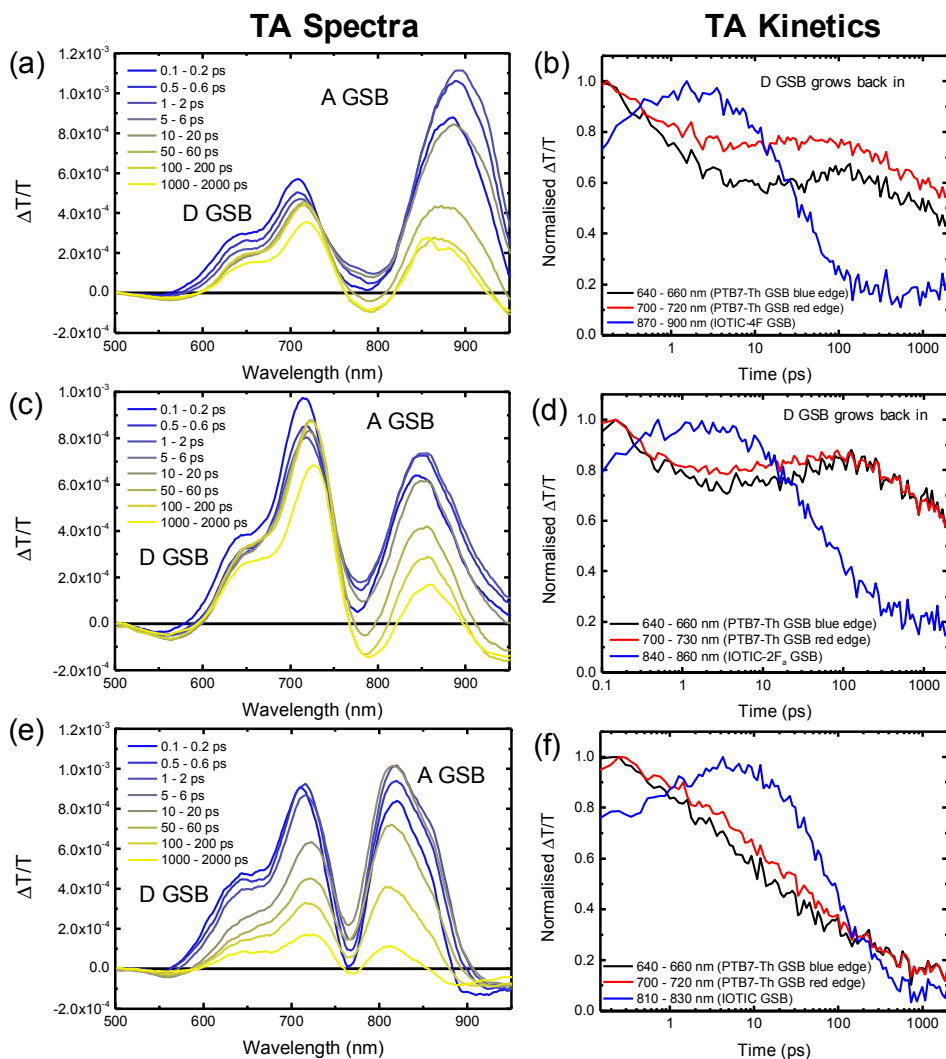 TA Spectra
TA Kinetics
(a)
1.2x10⁻³
1.0x10⁻³
8.0x10⁻⁴
6.0x10⁻⁴
4.0x10⁻⁴
2.0x10⁻⁴
0.0
-2.0x10⁻⁴
ΔT/T
0.1 - 0.2 ps
0.5 - 0.6 ps
1 - 2 ps
5 - 6 ps
10 - 20 ps
50 - 60 ps
100 - 200 ps
1000 - 2000 ps
A GSB
D GSB
500 600 700 800 900
Wavelength (nm)
(b)
D GSB grows back in
1.0
0.8
0.6
0.4
0.2
0.0
Normalised ΔT/T
640 - 660 nm (PTB7-Th GSB blue edge)
700 - 720 nm (PTB7-Th GSB red edge)
870 - 900 nm (IOTIC-4F GSB)
1 10 100 1000
Time (ps)
(c)
1.0x10⁻³
8.0x10⁻⁴
6.0x10⁻⁴
4.0x10⁻⁴
2.0x10⁻⁴
0.0
-2.0x10⁻⁴
ΔT/T
0.1 - 0.2 ps
0.5 - 0.6 ps
1 - 2 ps
5 - 6 ps
10 - 20 ps
50 - 60 ps
100 - 200 ps
1000 - 2000 ps
A GSB
D GSB
500 600 700 800 900
Wavelength (nm)
(d)
D GSB grows back in
1.0
0.8
0.6
0.4
0.2
0.0
Normalised ΔT/T
640 - 660 nm (PTB7-Th GSB blue edge)
700 - 730 nm (PTB7-Th GSB red edge)
840 - 860 nm (IOTIC-2Fₐ GSB)
0.1 1 10 100 1000
Time (ps)
(e)
1.2x10⁻³
1.0x10⁻³
8.0x10⁻⁴
6.0x10⁻⁴
4.0x10⁻⁴
2.0x10⁻⁴
0.0
-2.0x10⁻⁴
ΔT/T
0.1 - 0.2 ps
0.5 - 0.6 ps
1 - 2 ps
5 - 6 ps
10 - 20 ps
50 - 60 ps
100 - 200 ps
1000 - 2000 ps
A GSB
D GSB
500 600 700 800 900
Wavelength (nm)
(f)
1.0
0.8
0.6
0.4
0.2
0.0
Normalised ΔT/T
640 - 660 nm (PTB7-Th GSB blue edge)
700 - 720 nm (PTB7-Th GSB red edge)
810 - 830 nm (IOTIC GSB)
1 10 100 1000
Time (ps)